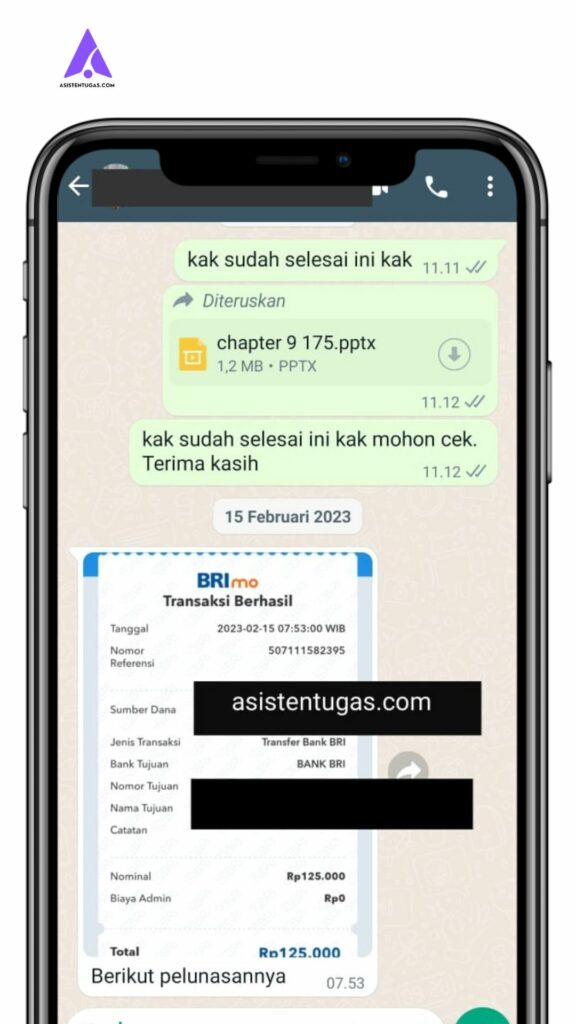 ASISTENTUGAS.COM
kak sudah selesai ini kak 11.11
Diteruskan
chapter 9 175.pptx
1,2 MB • PPTX
11.12
kak sudah selesai ini kak mohon cek.
Terima kasih 11.12
15 Februari 2023
BRImo
Transaksi Berhasil
Tanggal 2023-02-15 07:53:00 WIB
Nomor Referensi 507111582395
Sumber Dana
asistentugas.com
Jenis Transaksi Transfer Bank BRI
Bank Tujuan BANK BRI
Nomor Tujuan
Nama Tujuan
Catatan
Nominal Rp125.000
Biaya Admin Rp0
Total Rp125.000
Berikut pelunasannya 07.53